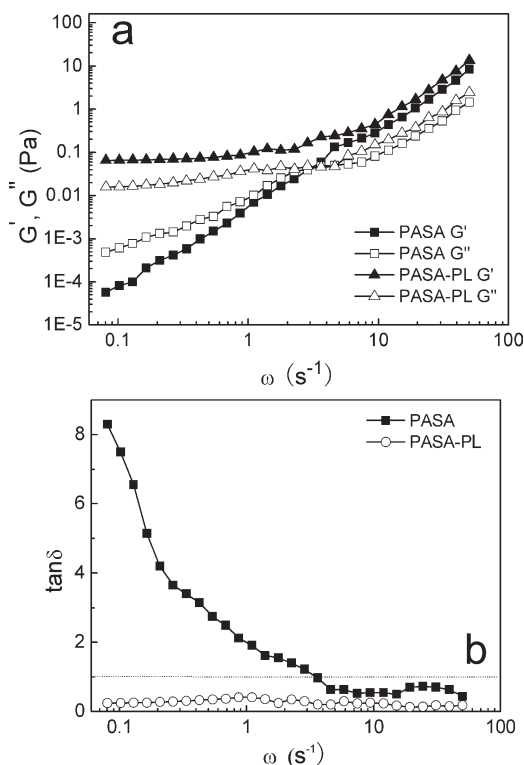 a
100
10
1
0.1
0.01
1E-3
1E-4
1E-5
G', G'' (Pa)
PASA G'
PASA G"
PASA-PL G'
PASA-PL G"
0.1 1 10 100
ω (s⁻¹)
8
6
4
2
0
tanδ
PASA
PASA-PL
b
0.1 1 10 100
ω (s⁻¹)